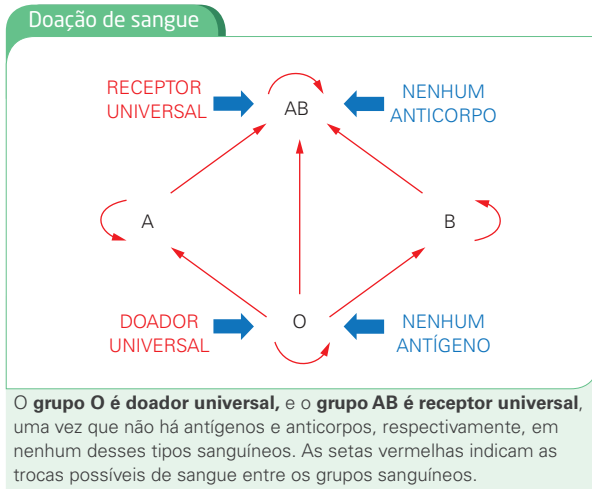 Doação de sangue
RECEPTOR
UNIVERSAL
AB
NENHUM
ANTICORPO
A
B
DOADOR
UNIVERSAL
O
NENHUM
ANTÍGENO
O grupo O é doador universal, e o grupo AB é receptor universal,
uma vez que não há antígenos e anticorpos, respectivamente, em
nenhum desses tipos sanguíneos. As setas vermelhas indicam as
trocas possíveis de sangue entre os grupos sanguíneos.